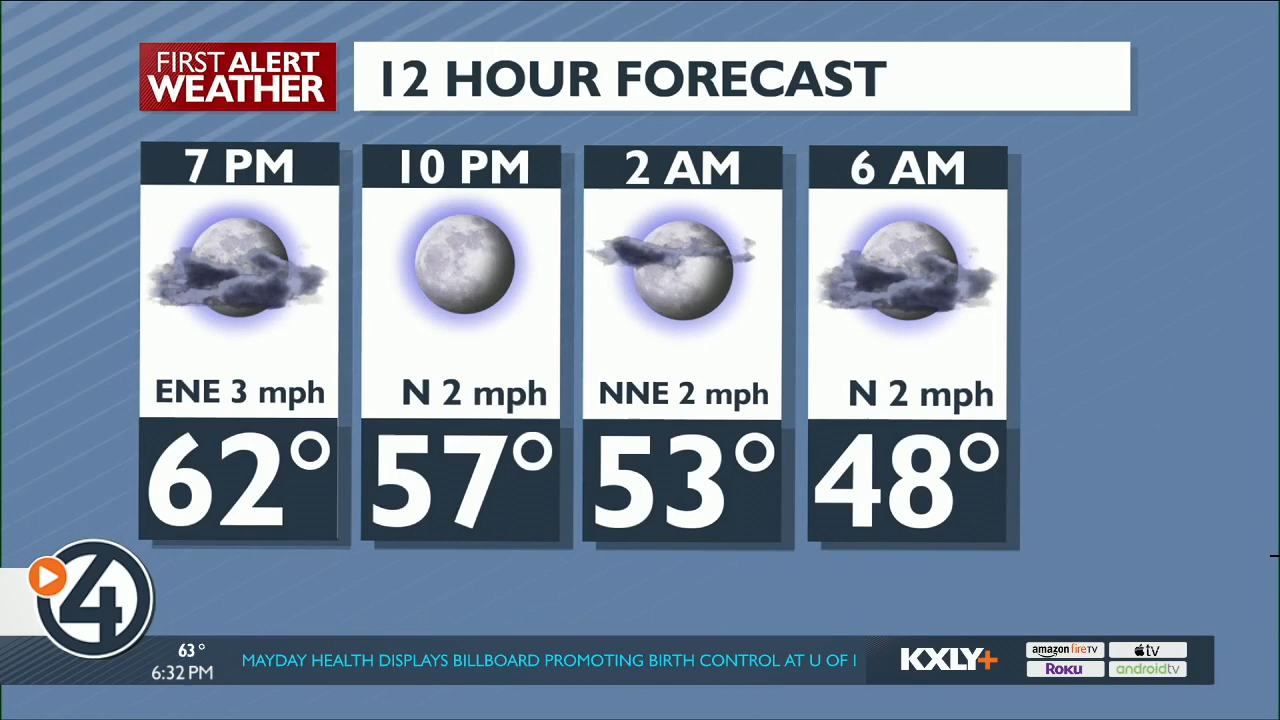 FIRST ALERT
WEATHER
12 HOUR FORECAST
7 PM
10 PM
2 AM
6 AM
ENE 3 mph
N 2 mph
NNE 2 mph
N 2 mph
62°
57°
53°
48°
4
63°
6:32 PM
MAYDAY HEALTH DISPLAYS BILLBOARD PROMOTING BIRTH CONTROL AT U OF I
KXLY+
amazon fireTV
tv
ROKU
androidtv